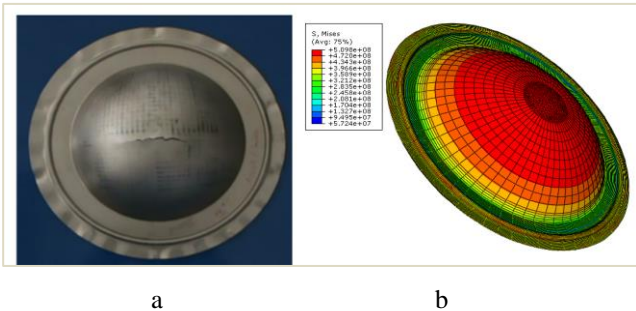 S, Mises
(Avg: 75%)
+5.098e+08
+4.720e+08
+4.343e+08
+3.966e+08
+3.589e+08
+3.212e+08
+2.835e+08
+2.458e+08
+2.081e+08
+1.704e+08
+1.327e+08
+9.495e+07
+5.724e+07
a
b